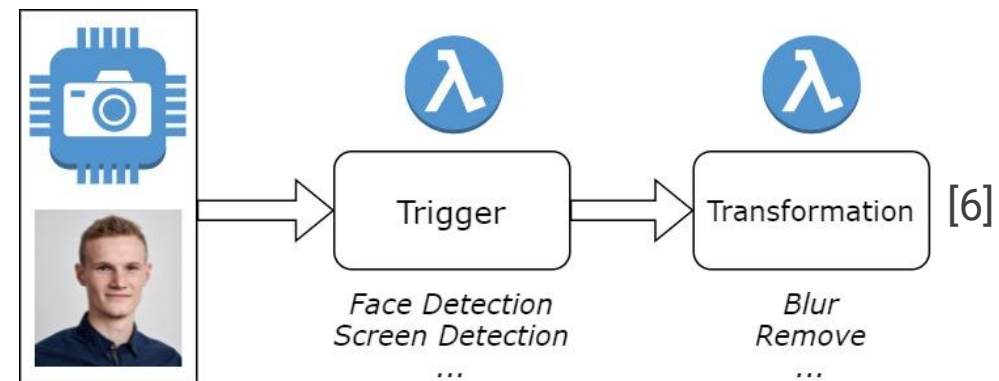 λ
λ
Trigger
Transformation
[6]
Face Detection
Screen Detection
...
Blur
Remove
...